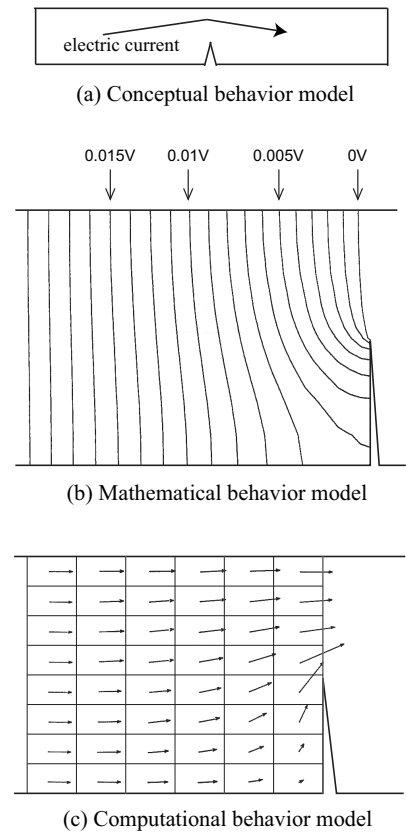 electric current
(a) Conceptual behavior model
0.015V 0.01V 0.005V 0V
(b) Mathematical behavior model
(c) Computational behavior model